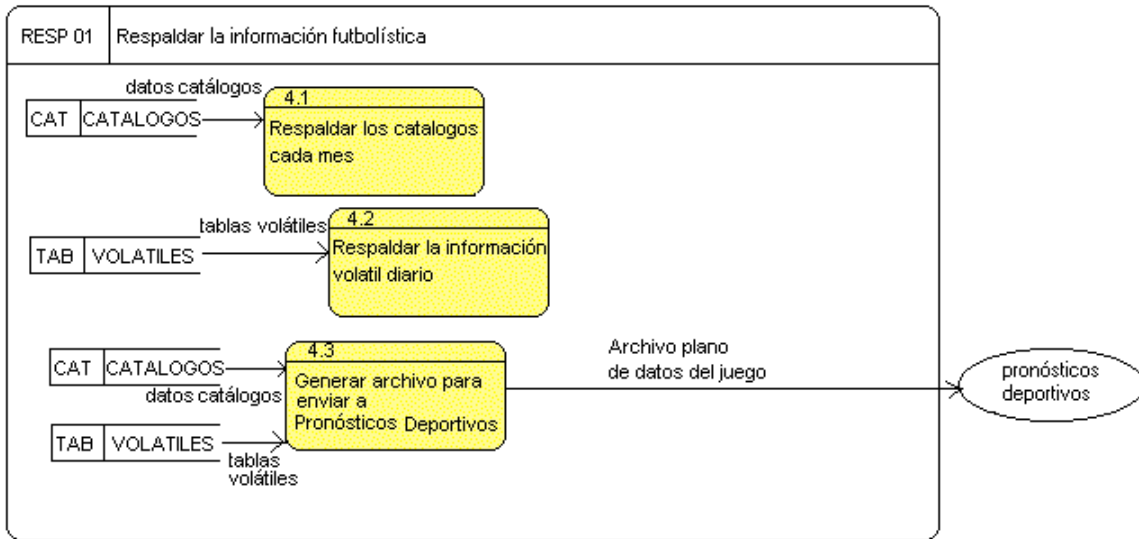 RESP 01 Respaldar la información futbolística
datos catálogos
CAT CATALOGOS
4.1
Respaldar los catalogos
cada mes
tablas volátiles
TAB VOLATILES
4.2
Respaldar la información
volatil diario
CAT CATALOGOS
datos catálogos
TAB VOLATILES
tablas
volátiles
4.3
Generar archivo para
enviar a
Pronósticos Deportivos
Archivo plano
de datos del juego
pronósticos
deportivos